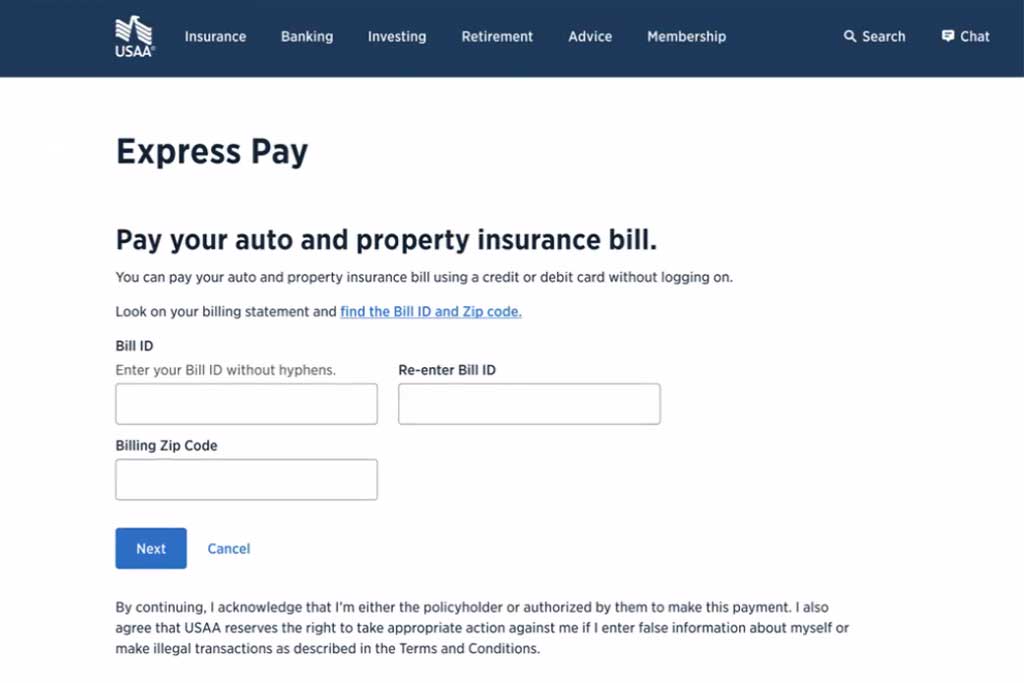 USAA®
Insurance Banking Investing Retirement Advice Membership Search Chat
Express Pay
Pay your auto and property insurance bill.
You can pay your auto and property insurance bill using a credit or debit card without logging on.
Look on your billing statement and find the Bill ID and Zip code.
Bill ID
Enter your Bill ID without hyphens. Re-enter Bill ID
Billing Zip Code
Next Cancel
By continuing, I acknowledge that I'm either the policyholder or authorized by them to make this payment. I also
agree that USAA reserves the right to take appropriate action against me if I enter false information about myself or
make illegal transactions as described in the Terms and Conditions.